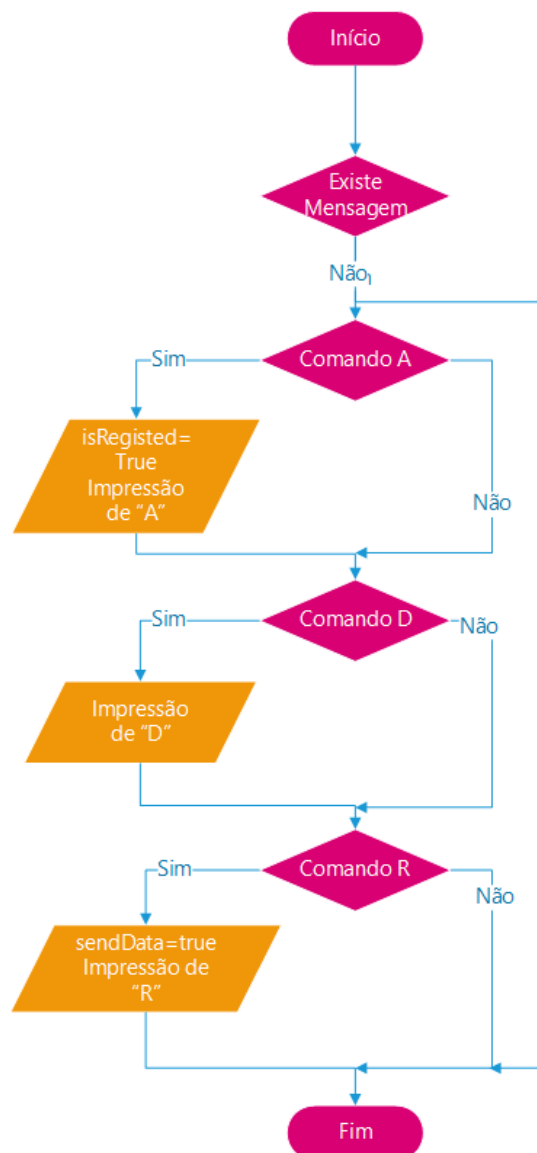 Início
Existe
Mensagem
Não
Comando A
Sim
isRegisted=
True
Impressão
de “A”
Não
Comando D
Sim
Não
Impressão
de “D”
Comando R
Sim
Não
sendData=true
Impressão de
“R”
Fim